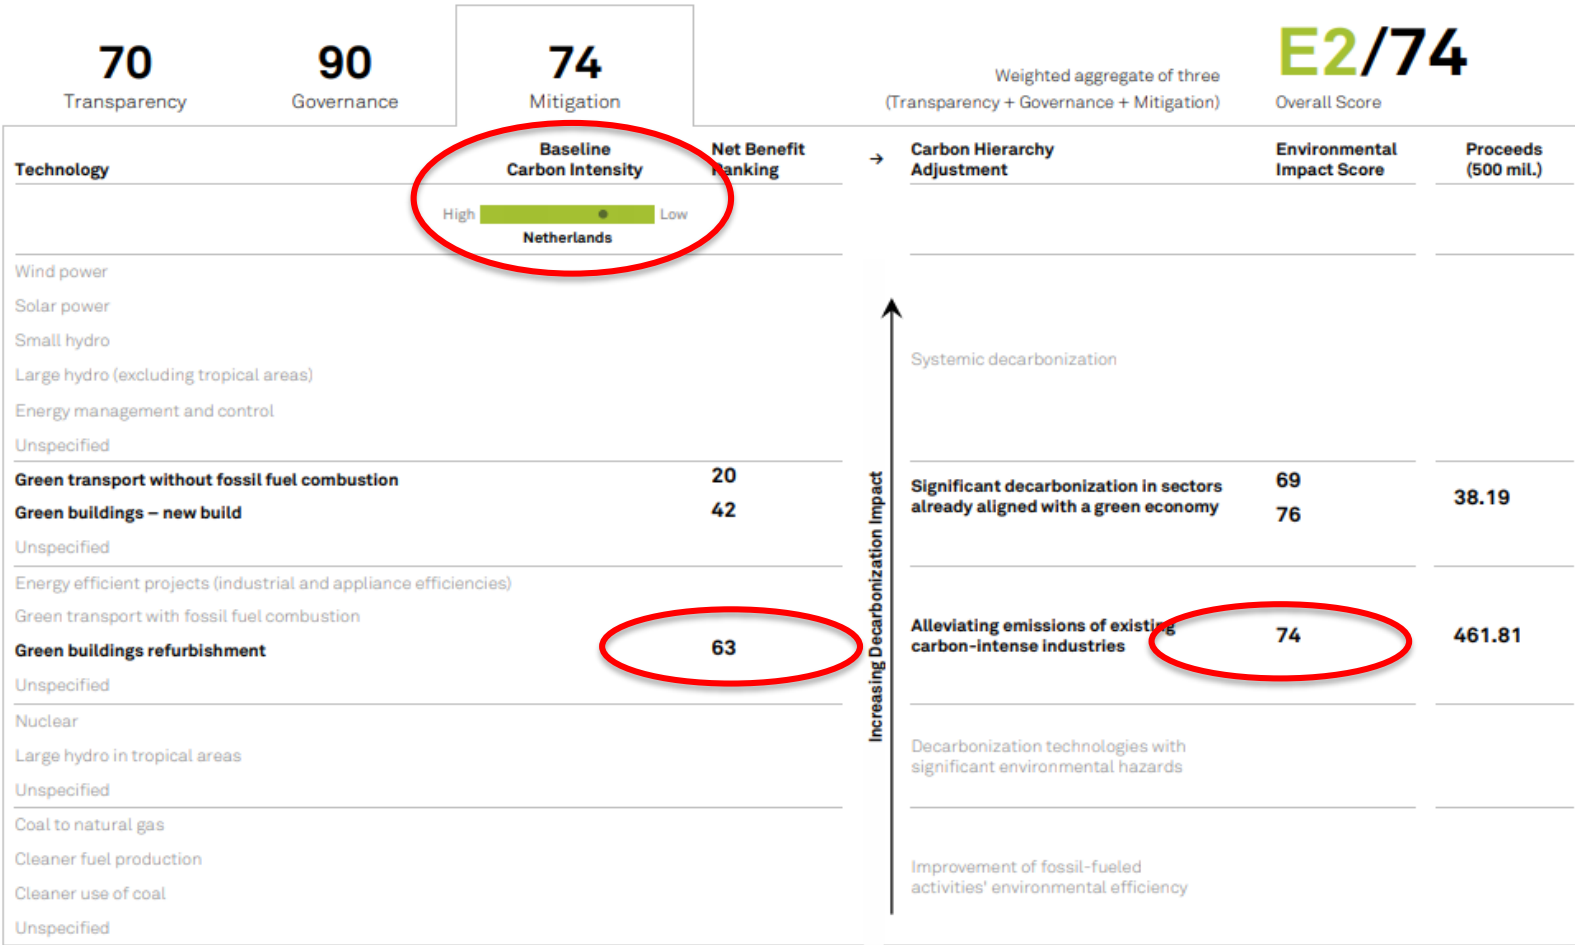 70
Transparency
90
Governance
74
Mitigation
Weighted aggregate of three
(Transparency + Governance + Mitigation)
E2/74
Overall Score
Technology
Baseline
Carbon Intensity
Net Benefit
Ranking
→
Carbon Hierarchy
Adjustment
Environmental
Impact Score
Proceeds
(500 mil.)
High
Low
Netherlands
Wind power
Solar power
Small hydro
Large hydro (excluding tropical areas)
Energy management and control
Unspecified
Systemic decarbonization
Green transport without fossil fuel combustion
20
Green buildings – new build
42
Unspecified
Significant decarbonization in sectors
already aligned with a green economy
69
76
38.19
Energy efficient projects (industrial and appliance efficiencies)
Green transport with fossil fuel combustion
Green buildings refurbishment
63
Unspecified
Alleviating emissions of existing
carbon-intense industries
74
461.81
Increasing Decarbonization Impact
Nuclear
Large hydro in tropical areas
Unspecified
Decarbonization technologies with
significant environmental hazards
Coal to natural gas
Cleaner fuel production
Cleaner use of coal
Unspecified
Improvement of fossil-fueled
activities' environmental efficiency